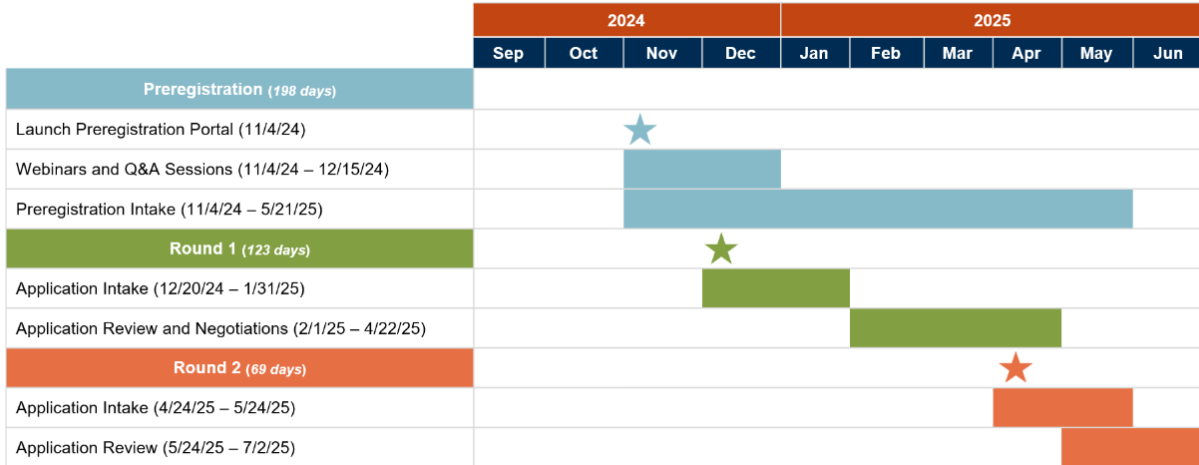 2024 2025
Sep Oct Nov Dec Jan Feb Mar Apr May Jun
Preregistration (198 days)
Launch Preregistration Portal (11/4/24)
Webinars and Q&A Sessions (11/4/24 – 12/15/24)
Preregistration Intake (11/4/24 – 5/21/25)
Round 1 (123 days)
Application Intake (12/20/24 – 1/31/25)
Application Review and Negotiations (2/1/25 – 4/22/25)
Round 2 (69 days)
Application Intake (4/24/25 – 5/24/25)
Application Review (5/24/25 – 7/2/25)